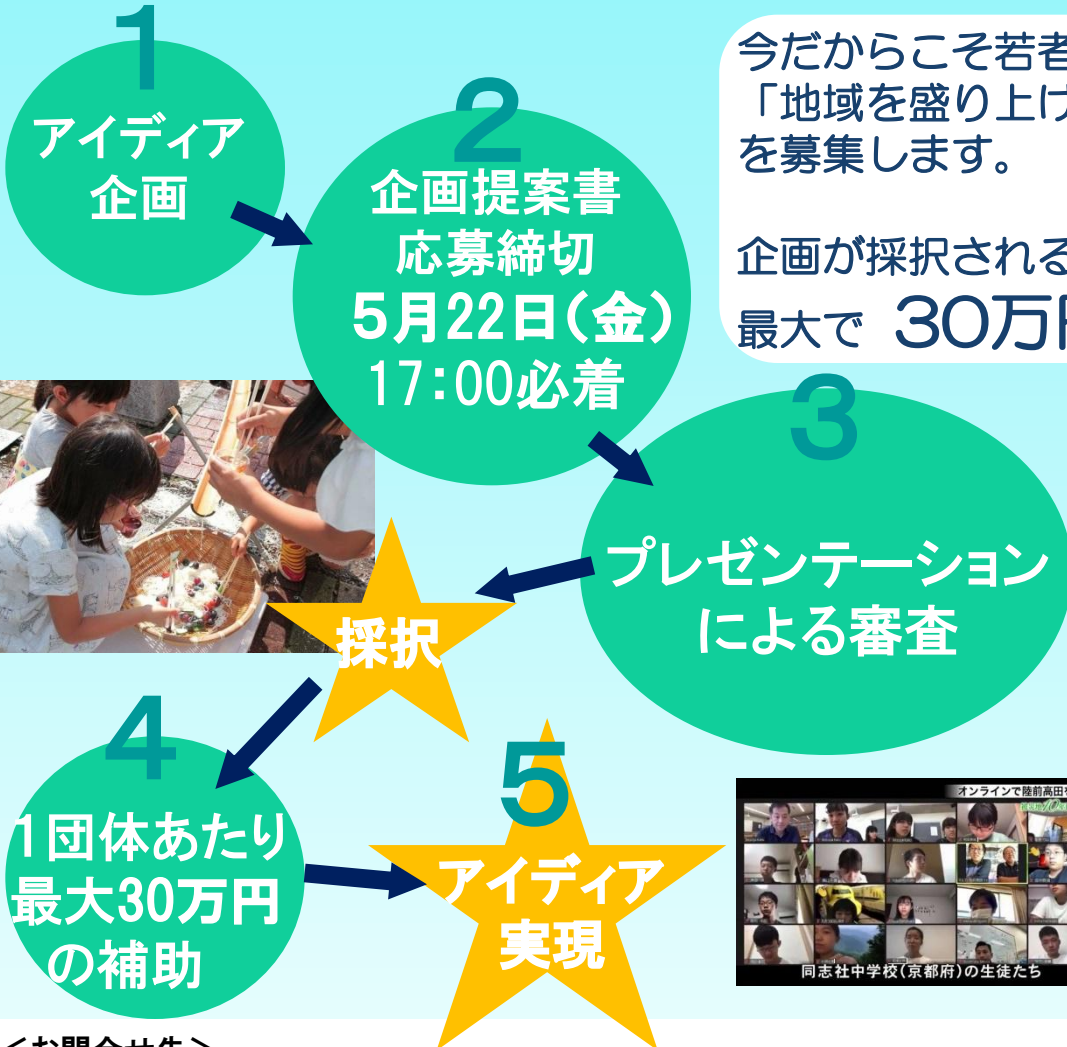 1
アイディア
企画
2
企画提案書
応募締切
5月22日(金)
17:00必着
今だからこそ若者
「地域を盛り上げ
を募集します。
企画が採択される
最大で 30万円
3
プレゼンテーション
による審査
採択
4
1団体あたり
最大30万円
の補助
5
アイディア
実現
オンラインで陸前高田を
同志社中学校(京都府)の生徒たち
<お問合せ先>